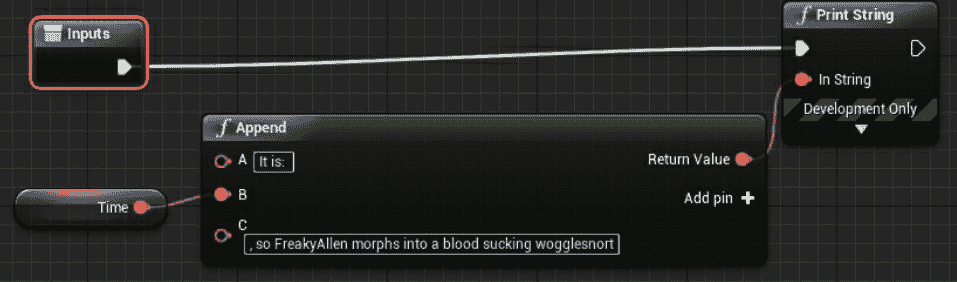 Inputs
f Print String
In String
Development Only
f Append
A It is:
Return Value
Time
B
Add pin
C
, so FreakyAllen morphs into a blood sucking wogglesnort